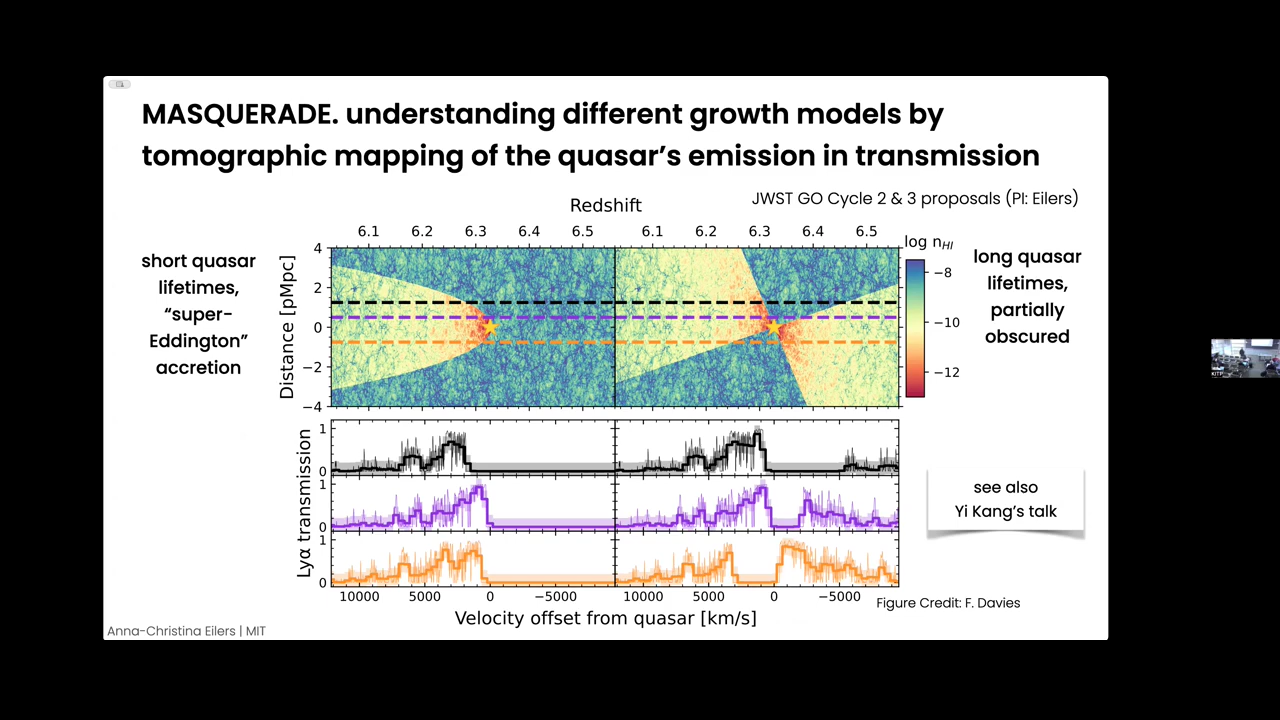 MASQUERADE. understanding different growth models by
tomographic mapping of the quasar's emission in transmission
JWST GO Cycle 2 & 3 proposals (PI: Eilers)
Redshift
6.1 6.2 6.3 6.4 6.5 6.1 6.2 6.3 6.4 6.5
short quasar
lifetimes,
“super-
Eddington”
accretion
Distance [pMpc]
4
2
0
−2
−4
log nHI
−8
−10
−12
long quasar
lifetimes,
partially
obscured
Lyα transmission
1
0
1
0
1
0
see also
Yi Kang's talk
10000 5000 0 −5000 10000 5000 0 −5000
Velocity offset from quasar [km/s]
Figure Credit: F. Davies
Anna-Christina Eilers | MIT
KITP